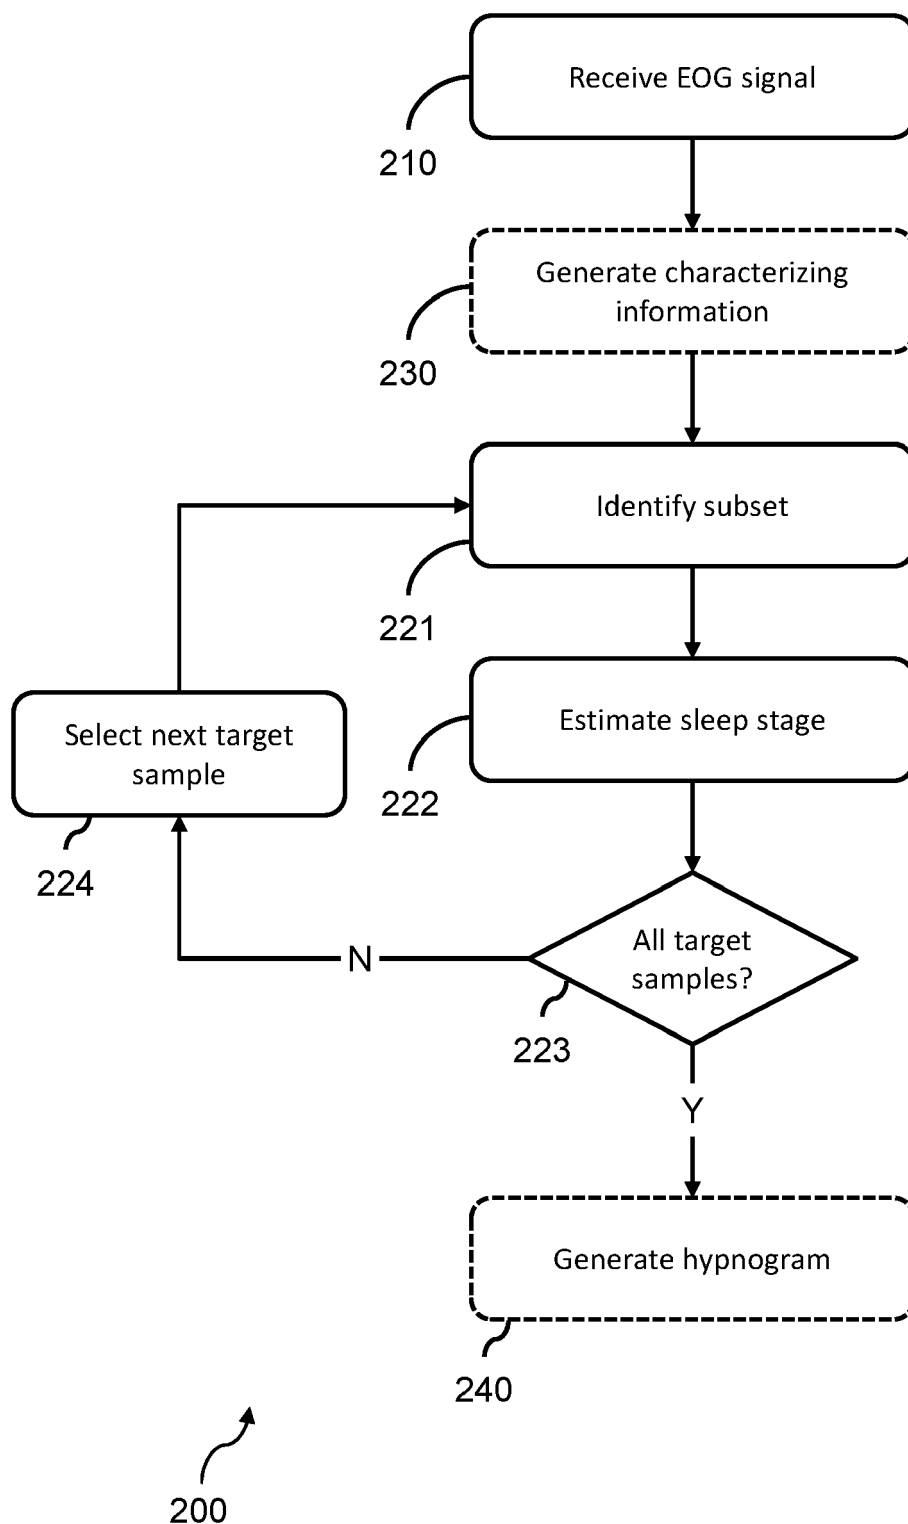 Receive EOG signal
210
Generate characterizing
information
230
Identify subset
221
Estimate sleep stage
222
Select next target
sample
224
All target
samples?
223
N
Y
Generate hypnogram
240
200